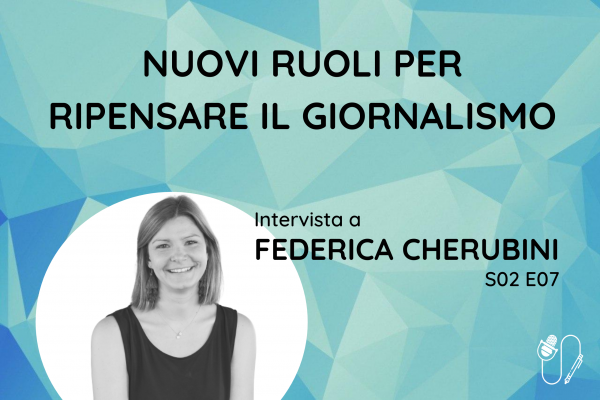 NUOVI RUOLI PER
RIPENSARE IL GIORNALISMO
Intervista a
FEDERICA CHERUBINI
S02 E07